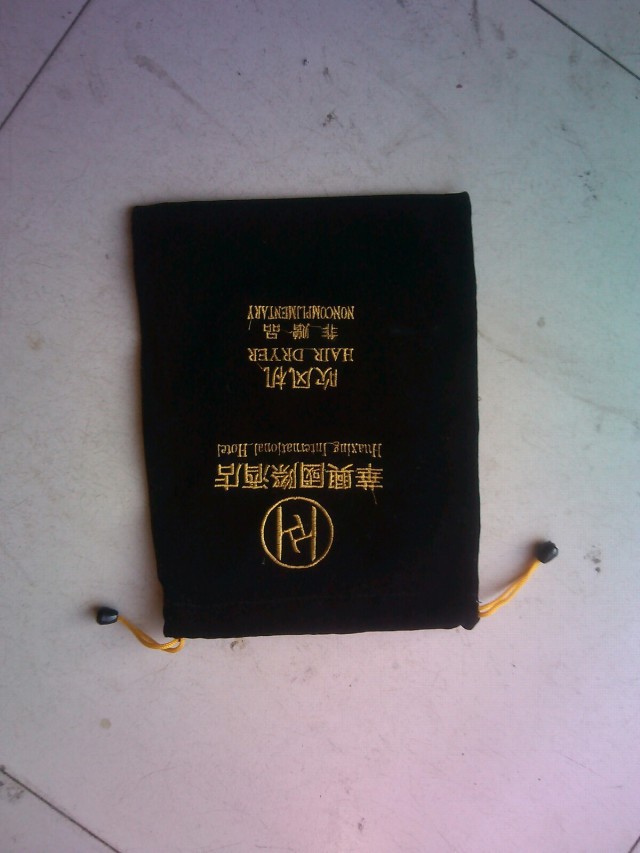 華興國際酒店
Huaxing International Hotel
吹风机
HAIR DRYER
非赠品
NONCOMPLIMENTARY